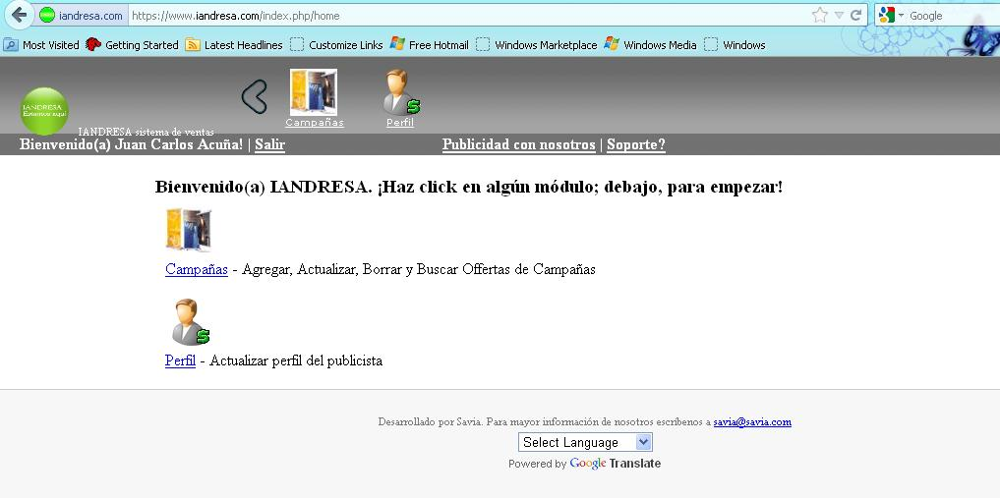 iandresa.com https://www.iandresa.com/index.php/home Google
Most Visited Getting Started Latest Headlines Customize Links Free Hotmail Windows Marketplace Windows Media Windows
IANDRESA
Estamos aquí
IANDRESA sistema de ventas
Campañas Perfil
Bienvenido(a) Juan Carlos Acuña! | Salir Publicidad con nosotros | Soporte?
Bienvenido(a) IANDRESA. ¡Haz click en algún módulo; debajo, para empezar!
Campañas - Agregar, Actualizar, Borrar y Buscar Offertas de Campañas
Perfil - Actualizar perfil del publicista
Desarrollado por Savia. Para mayor información de nosotros escríbenos a savia@savia.com
Select Language
Powered by Google Translate